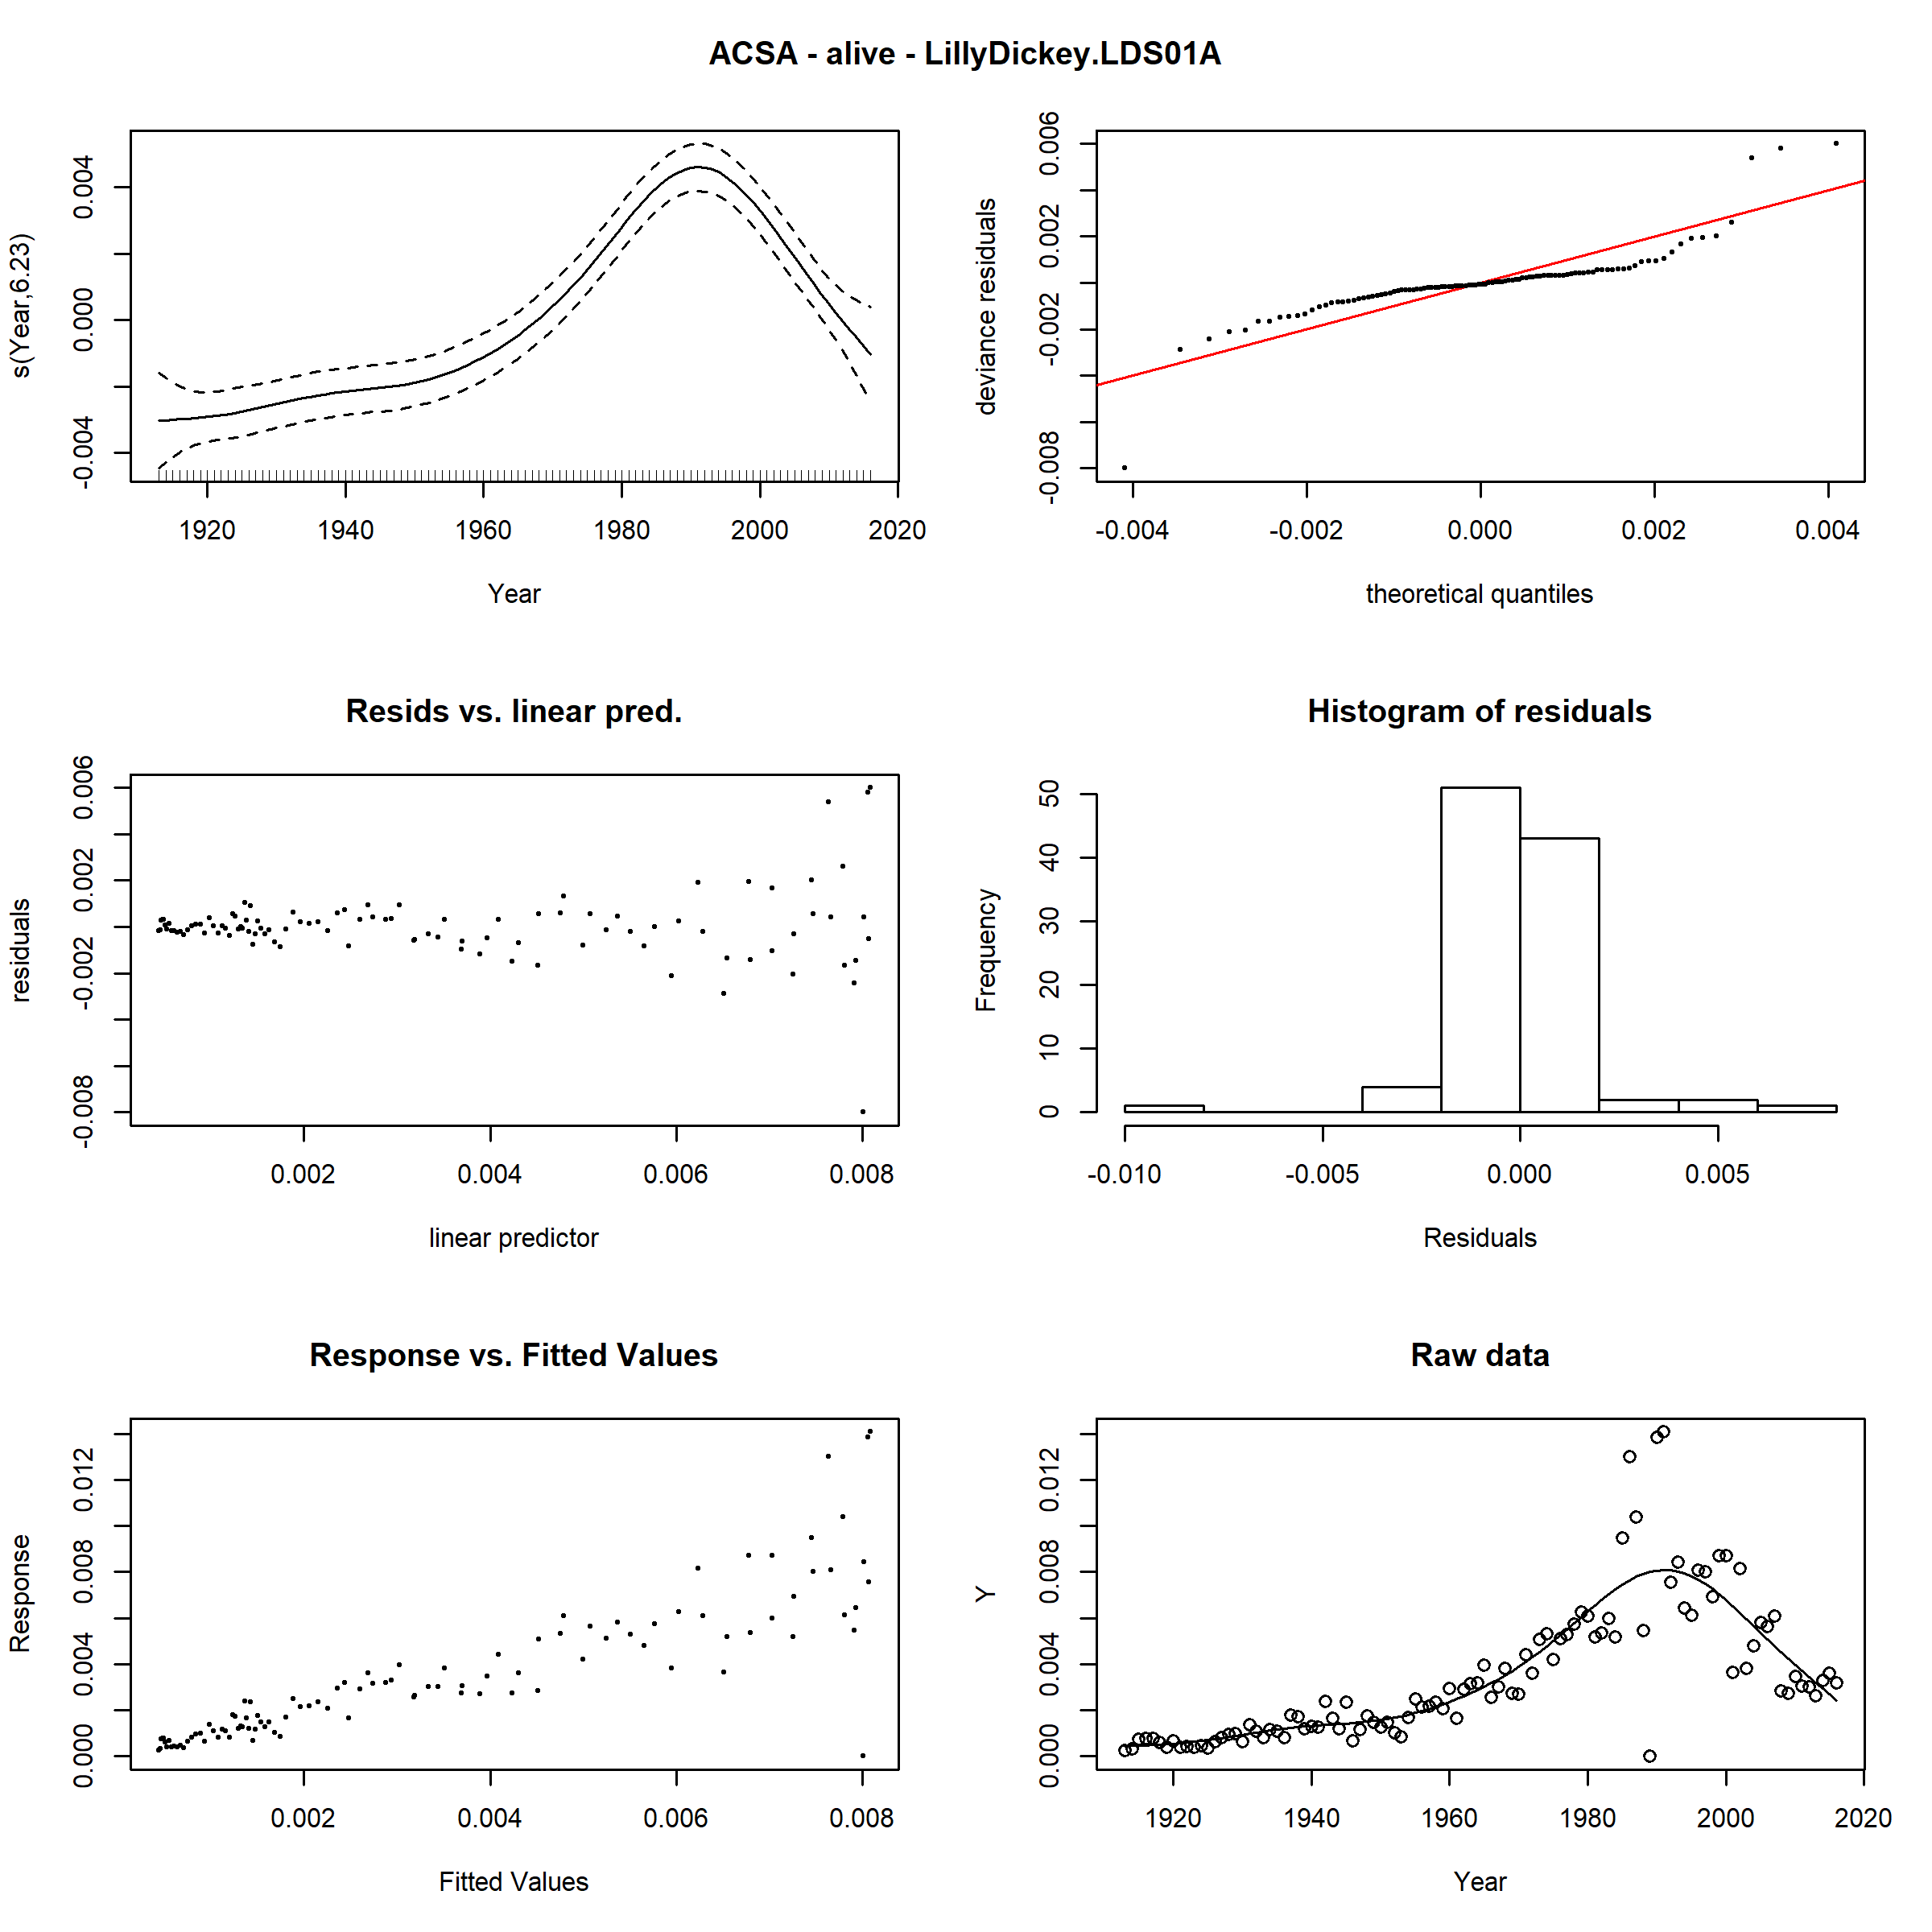 ACSA - alive - LillyDickey.LDS01A
s(Year,6.23)
-0.004 0.000 0.004
1920 1940 1960 1980 2000 2020
Year
deviance residuals
-0.008 -0.002 0.002 0.006
-0.004 -0.002 0.000 0.002 0.004
theoretical quantiles
Resids vs. linear pred.
residuals
-0.008 -0.002 0.002 0.006
0.002 0.004 0.006 0.008
linear predictor
Histogram of residuals
Frequency
0 10 20 30 40 50
-0.010 -0.005 0.000 0.005
Residuals
Response vs. Fitted Values
Response
0.000 0.004 0.008 0.012
0.002 0.004 0.006 0.008
Fitted Values
Raw data
Y
0.000 0.004 0.008 0.012
1920 1940 1960 1980 2000 2020
Year